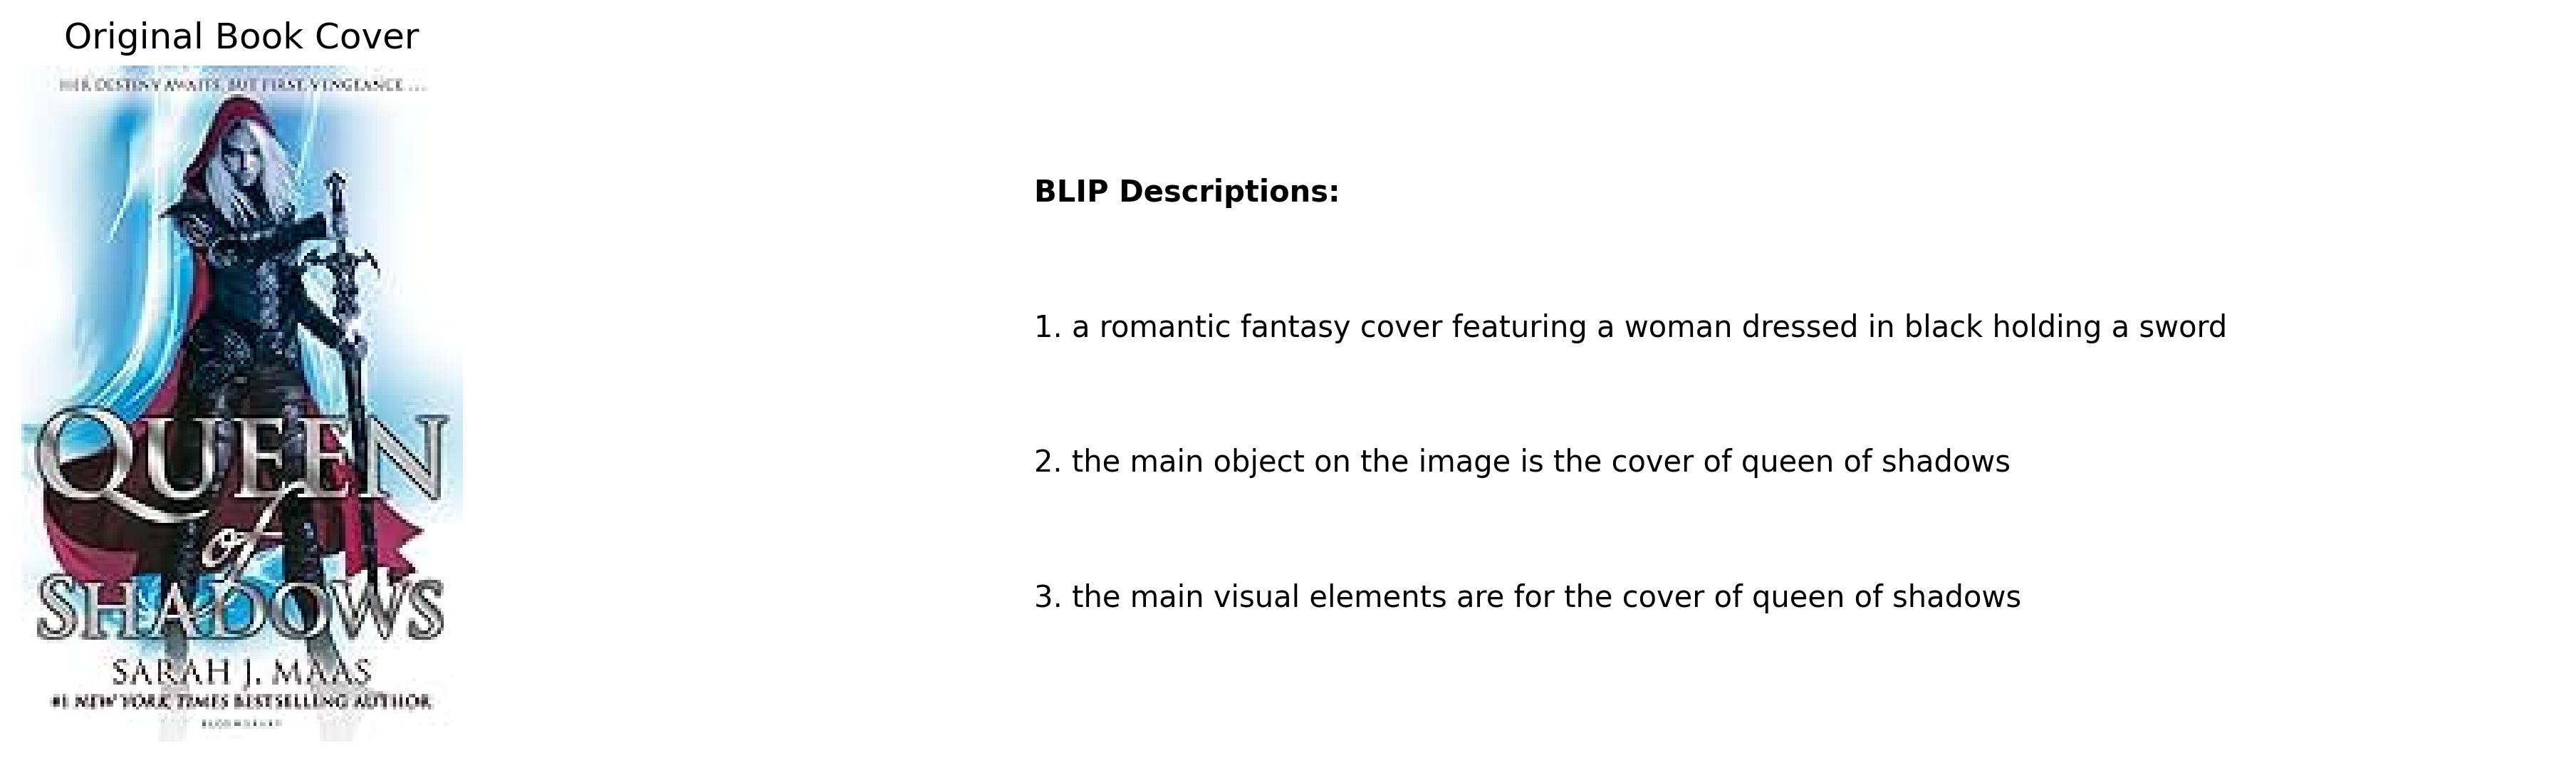 Original Book Cover
HER DESTINY AWAITS, BUT FIRST, VENGEANCE ...
QUEEN
of
SHADOWS
SARAH J. MAAS
#1 NEW YORK TIMES BESTSELLING AUTHOR
BLOOMSBURY
BLIP Descriptions:
1. a romantic fantasy cover featuring a woman dressed in black holding a sword
2. the main object on the image is the cover of queen of shadows
3. the main visual elements are for the cover of queen of shadows